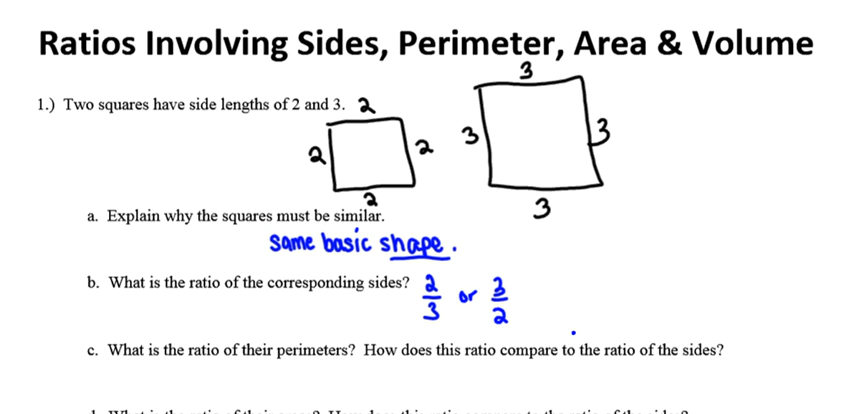 Ratios Involving Sides, Perimeter, Area & Volume
3
1.) Two squares have side lengths of 2 and 3. 2
2 2 3 3
2
3
a. Explain why the squares must be similar.
same basic shape.
b. What is the ratio of the corresponding sides? 2/3 or 3/2
c. What is the ratio of their perimeters? How does this ratio compare to the ratio of the sides?